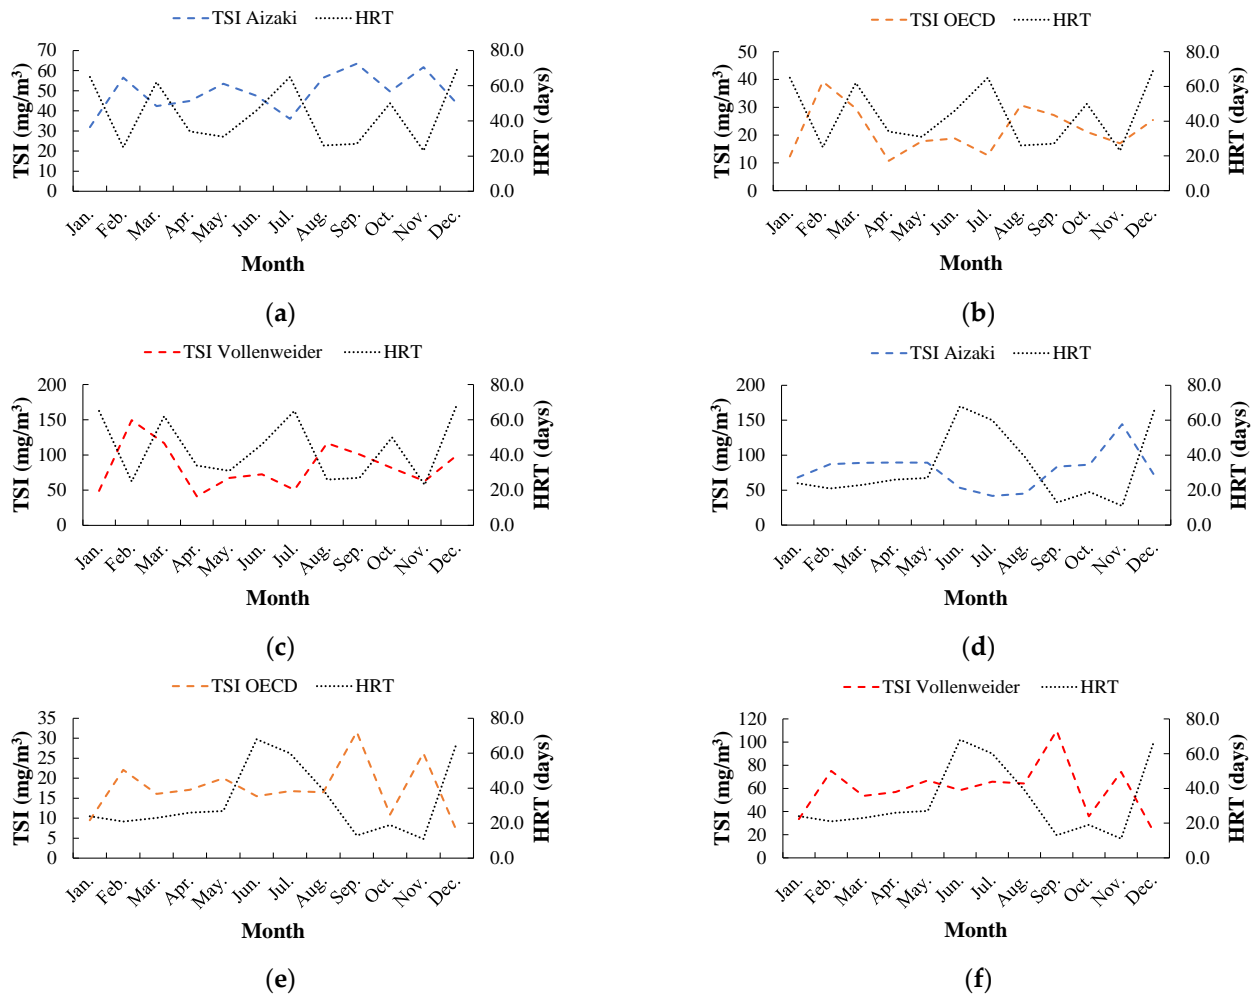 TSI Aizaki HRT
TSI (mg/m³)
70
60
50
40
30
20
10
0
80.0
60.0
40.0
20.0
0.0
HRT (days)
Jan. Feb. Mar. Apr. May. Jun. Jul. Aug. Sep. Oct. Nov. Dec.
Month
(a)
TSI OECD HRT
TSI (mg/m³)
50
40
30
20
10
0
80.0
60.0
40.0
20.0
0.0
HRT (days)
Jan. Feb. Mar. Apr. May. Jun. Jul. Aug. Sep. Oct. Nov. Dec.
Month
(b)
TSI Vollenweider HRT
TSI (mg/m³)
200
150
100
50
0
80.0
60.0
40.0
20.0
0.0
HRT (days)
Jan. Feb. Mar. Apr. May. Jun. Jul. Aug. Sep. Oct. Nov. Dec.
Month
(c)
TSI Aizaki HRT
TSI (mg/m³)
200
150
100
50
0
80.0
60.0
40.0
20.0
0.0
HRT (days)
Jan. Feb. Mar. Apr. May. Jun. Jul. Aug. Sep. Oct. Nov. Dec.
Month
(d)
TSI OECD HRT
TSI (mg/m³)
35
30
25
20
15
10
5
0
80.0
60.0
40.0
20.0
0.0
HRT (days)
Jan. Feb. Mar. Apr. May. Jun. Jul. Aug. Sep. Oct. Nov. Dec.
Month
(e)
TSI Vollenweider HRT
TSI (mg/m³)
120
100
80
60
40
20
0
80.0
60.0
40.0
20.0
0.0
HRT (days)
Jan. Feb. Mar. Apr. May. Jun. Jul. Aug. Sep. Oct. Nov. Dec.
Month
(f)